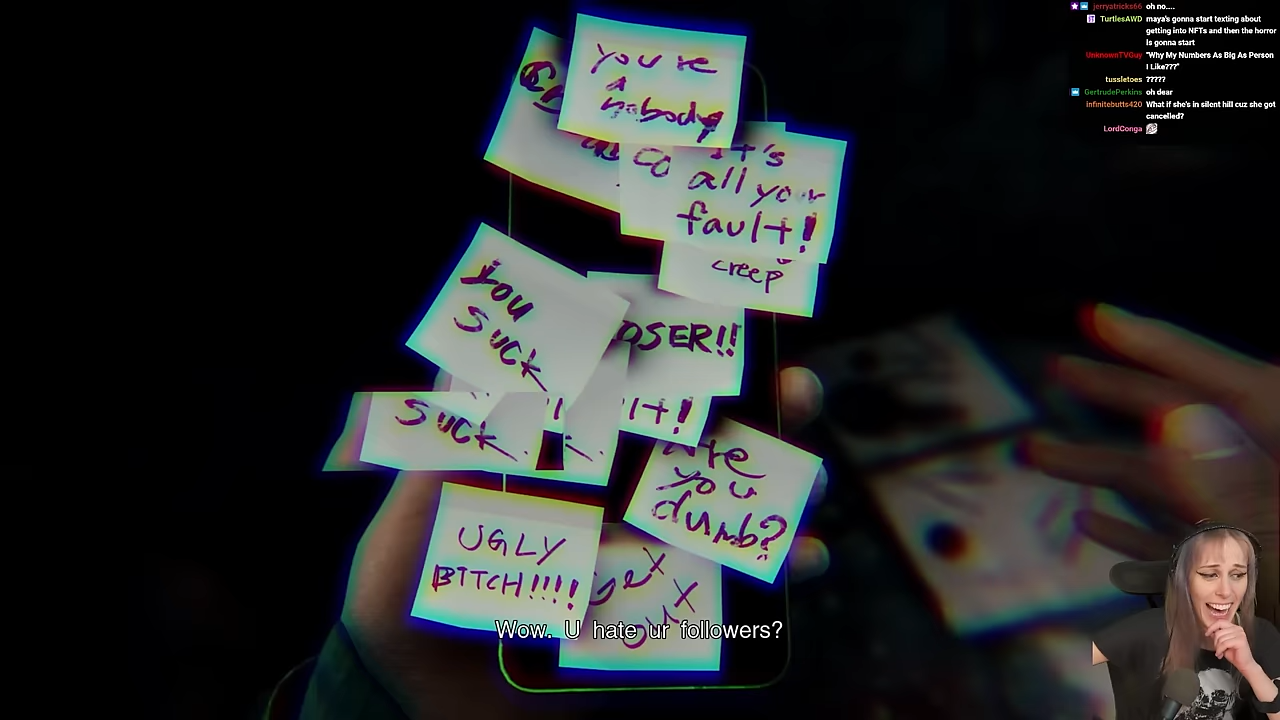 you're
a
nobody
CO
It's
all your
fault!
creep
You
Suck
OSER!!
Suck
lt!
Are
you
dumb?
UGLY
BITCH!!!!
Wow. U hate ur followers?
jerrytricks66 oh no....
TurtlesAWD maya's gonna start texting about
getting into NFTs and then the horror
is gonna start
UnknownTVGuy "Why My Numbers As Big As Person
I Like???"
tussletoes ?????
GertrudePerkins oh dear
infinitebutts420 What if she's in silent hill cuz she got
cancelled?
LordConga